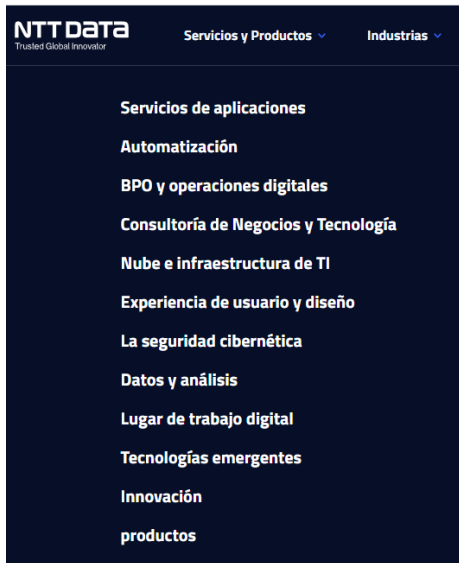 NTT DATA
Trusted Global Innovator
Servicios y Productos
Industrias
Servicios de aplicaciones
Automatización
BPO y operaciones digitales
Consultoría de Negocios y Tecnología
Nube e infraestructura de TI
Experiencia de usuario y diseño
La seguridad cibernética
Datos y análisis
Lugar de trabajo digital
Tecnologías emergentes
Innovación
productos